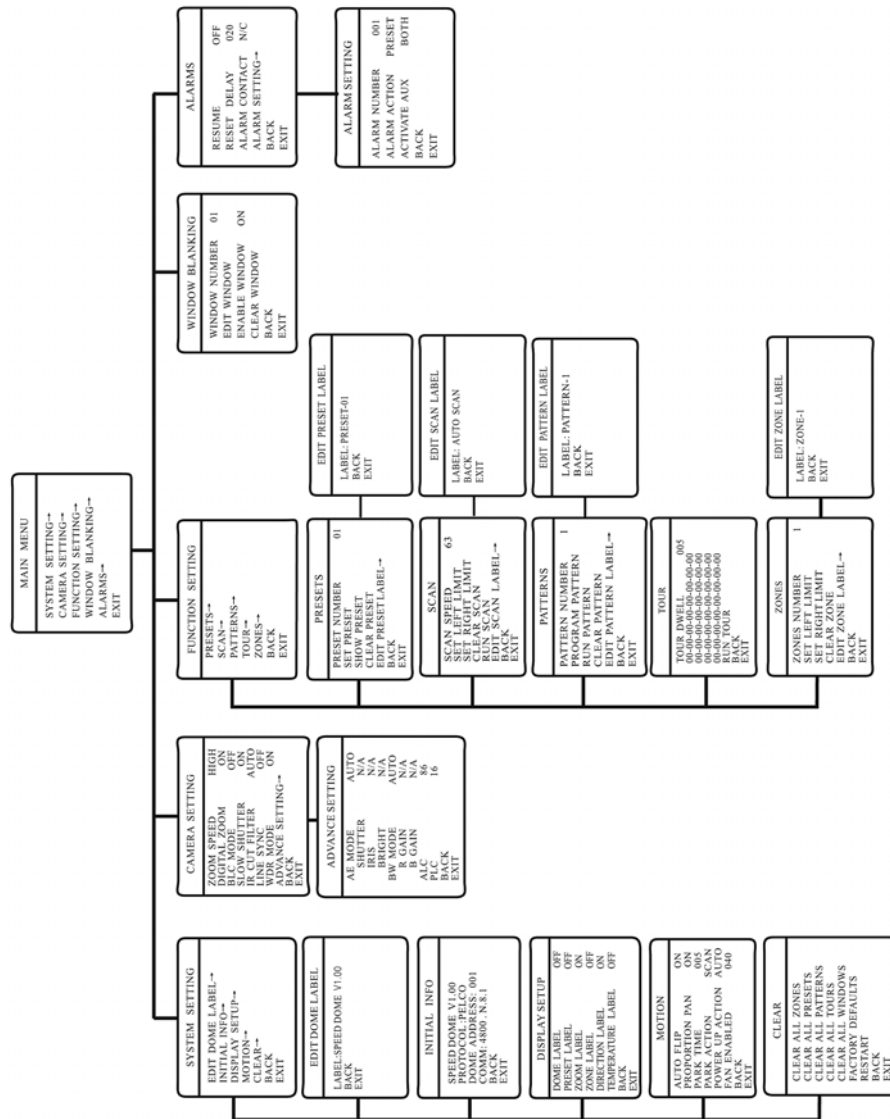 MAIN MENU
SYSTEM SETTING→
CAMERA SETTING→
FUNCTION SETTING→
WINDOW BLANKING→
ALARMS→
EXIT
SYSTEM SETTING
EDIT DOME LABEL→
INITIAL INFO→
DISPLAY SETUP→
MOTION→
CLEAR→
BACK
EXIT
EDIT DOME LABEL
LABEL:SPEED DOME V1.00
BACK
EXIT
INITIAL INFO
SPEED DOME V1.00
PROTOCOL :PELCO
DOME ADDRESS: 001
COMM: 4800 . N.8.1
BACK
EXIT
DISPLAY SETUP
DOME LABEL OFF
PRESET LABEL OFF
ZOOM LABEL ON
ZONE LABEL OFF
DIRECTION LABEL ON
TEMPERATURE LABEL OFF
BACK
EXIT
MOTION
AUTO FLIP ON
PROPORTION PAN ON
PARK TIME 005
PARK ACTION SCAN
POWER UP ACTION AUTO
FAN ENABLED 040
BACK
EXIT
CLEAR
CLEAR ALL ZONES
CLEAR ALL PRESETS
CLEAR ALL PATTERNS
CLEAR ALL TOURS
CLEAR ALL WINDOWS
FACTORY DEFAULTS
RESTART
BACK
EXIT
CAMERA SETTING
ZOOM SPEED HIGH
DIGITAL ZOOM ON
BLC MODE OFF
SLOW SHUTTER ON
IR CUT FILTER AUTO
LINE SYNC OFF
WDR MODE ON
ADVANCE SETTING→
BACK
EXIT
ADVANCE SETTING
AE MODE AUTO
SHUTTER N/A
IRIS N/A
BRIGHT N/A
BW MODE AUTO
R GAIN N/A
B GAIN N/A
ALC 86
PLC 16
BACK
EXIT
FUNCTION SETTING
PRESETS→
SCAN→
PATTERNS→
TOUR→
ZONES→
BACK
EXIT
PRESETS
PRESET NUMBER 01
SET PRESET
SHOW PRESET
CLEAR PRESET
EDIT PRESET LABEL→
BACK
EXIT
EDIT PRESET LABEL
LABEL: PRESET-01
BACK
EXIT
SCAN
SCAN SPEED 63
SET LEFT LIMIT
SET RIGHT LIMIT
CLEAR SCAN
RUN SCAN
EDIT SCAN LABEL→
BACK
EXIT
EDIT SCAN LABEL
LABEL: AUTO SCAN
BACK
EXIT
PATTERNS
PATTERN NUMBER 1
PROGRAM PATTERN
RUN PATTERN
CLEAR PATTERN
EDIT PATTERN LABEL→
BACK
EXIT
EDIT PATTERN LABEL
LABEL: PATTERN-1
BACK
EXIT
TOUR
TOUR DWELL 005
00-00-00-00-00-00-00
00-00-00-00-00-00-00
00-00-00-00-00-00-00
00-00-00-00-00-00-00
RUN TOUR
BACK
EXIT
ZONES
ZONES NUMBER 1
SET LEFT LIMIT
SET RIGHT LIMIT
CLEAR ZONE
EDIT ZONE LABEL→
BACK
EXIT
EDIT ZONE LABEL
LABEL: ZONE-1
BACK
EXIT
WINDOW BLANKING
WINDOW NUMBER 01
EDIT WINDOW
ENABLE WINDOW ON
CLEAR WINDOW
BACK
EXIT
ALARMS
RESUME OFF
RESET DELAY 020
ALARM CONTACT N/C
ALARM SETTING→
BACK
EXIT
ALARM SETTING
ALARM NUMBER 001
ALARM ACTION PRESET
ACTIVATE AUX BOTH
BACK
EXIT